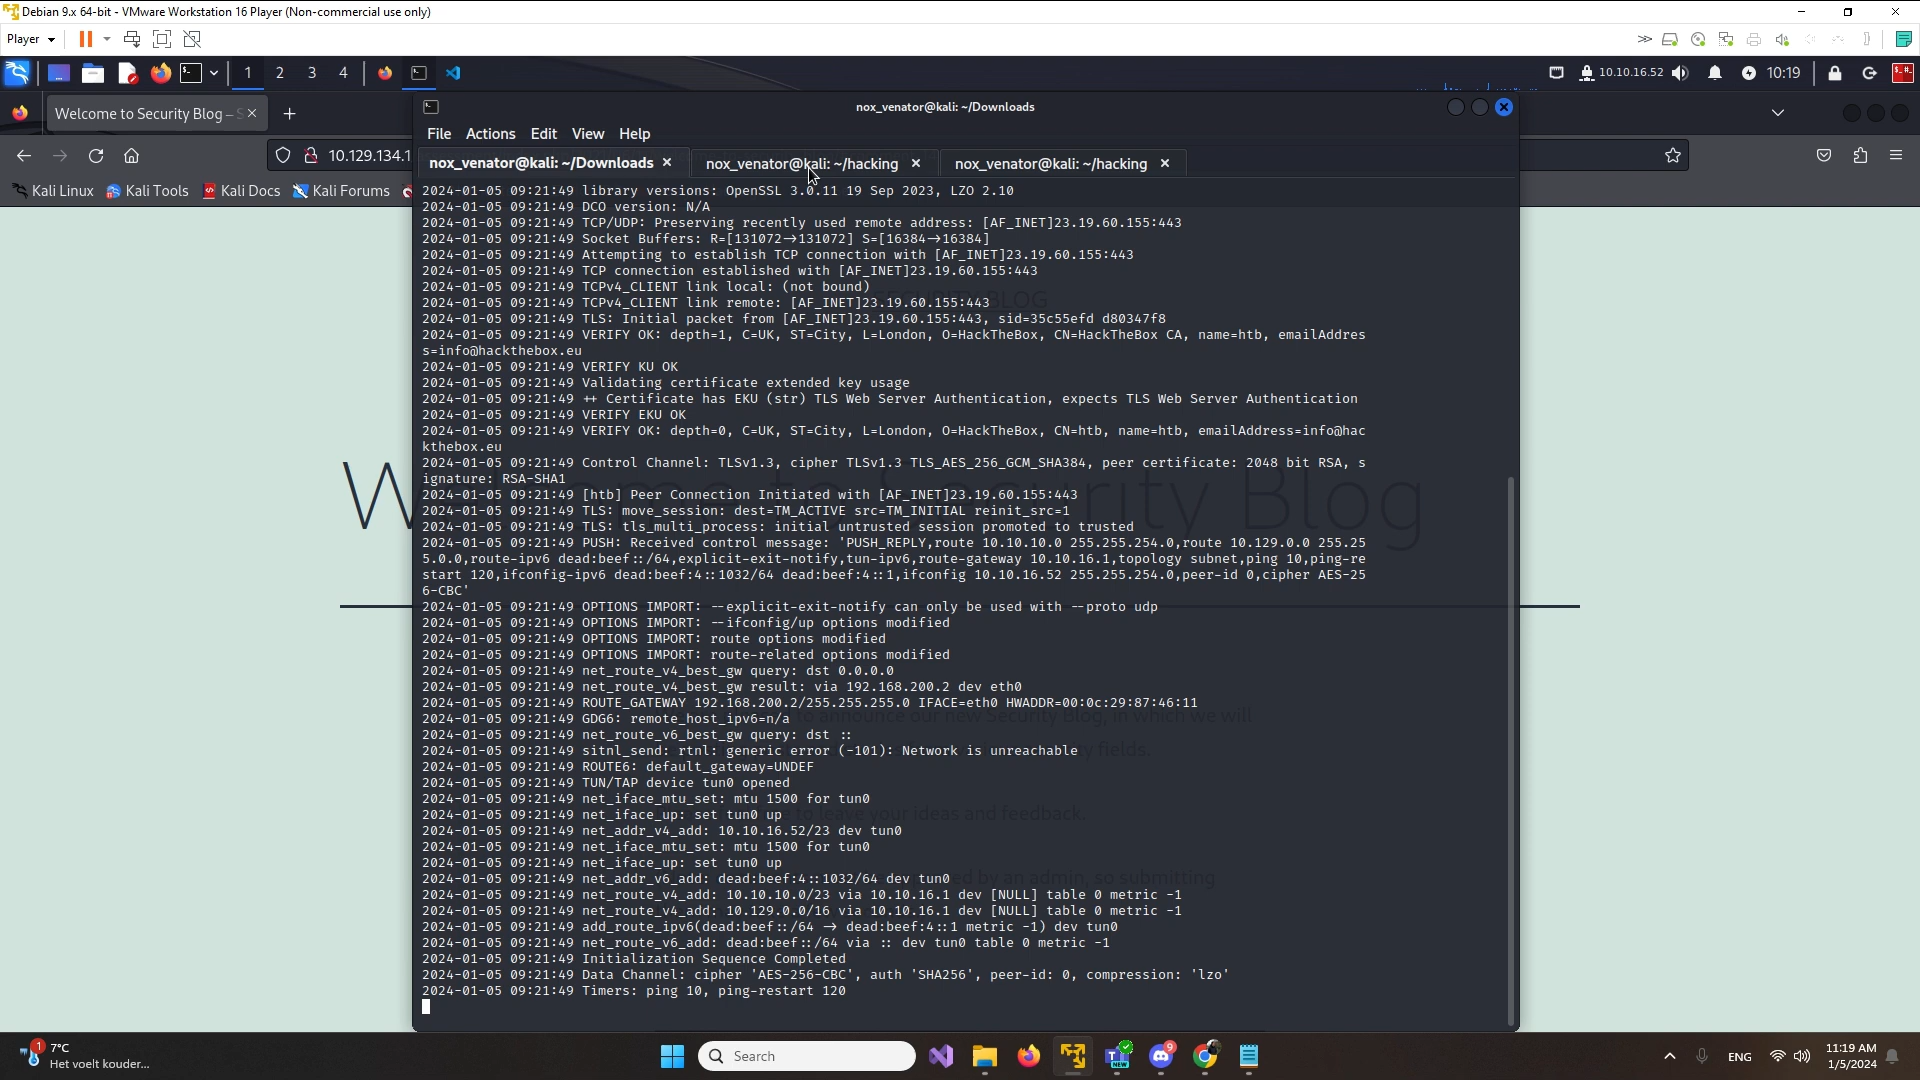 Debian 9.x 64-bit - VMware Workstation 16 Player (Non-commercial use only)
Player
1 2 3 4
10.10.16.52
10:19
Welcome to Security Blog – S
nox_venator@kali: ~/Downloads
File Actions Edit View Help
10.129.134.1
nox_venator@kali: ~/Downloads
nox_venator@kali: ~/hacking
nox_venator@kali: ~/hacking
Kali Linux
Kali Tools
Kali Docs
Kali Forums
2024-01-05 09:21:49 library versions: OpenSSL 3.0.11 19 Sep 2023, LZO 2.10
2024-01-05 09:21:49 DCO version: N/A
2024-01-05 09:21:49 TCP/UDP: Preserving recently used remote address: [AF_INET]23.19.60.155:443
2024-01-05 09:21:49 Socket Buffers: R=[131072→131072] S=[16384→16384]
2024-01-05 09:21:49 Attempting to establish TCP connection with [AF_INET]23.19.60.155:443
2024-01-05 09:21:49 TCP connection established with [AF_INET]23.19.60.155:443
2024-01-05 09:21:49 TCPv4_CLIENT link local: (not bound)
2024-01-05 09:21:49 TCPv4_CLIENT link remote: [AF_INET]23.19.60.155:443
2024-01-05 09:21:49 TLS: Initial packet from [AF_INET]23.19.60.155:443, sid=35c55efd d80347f8
2024-01-05 09:21:49 VERIFY OK: depth=1, C=UK, ST=City, L=London, O=HackTheBox, CN=HackTheBox CA, name=htb, emailAddres
s=info@hackthebox.eu
2024-01-05 09:21:49 VERIFY KU OK
2024-01-05 09:21:49 Validating certificate extended key usage
2024-01-05 09:21:49 ++ Certificate has EKU (str) TLS Web Server Authentication, expects TLS Web Server Authentication
2024-01-05 09:21:49 VERIFY EKU OK
2024-01-05 09:21:49 VERIFY OK: depth=0, C=UK, ST=City, L=London, O=HackTheBox, CN=htb, name=htb, emailAddress=info@hac
kthebox.eu
2024-01-05 09:21:49 Control Channel: TLSv1.3, cipher TLSv1.3 TLS_AES_256_GCM_SHA384, peer certificate: 2048 bit RSA, s
ignature: RSA-SHA1
2024-01-05 09:21:49 [htb] Peer Connection Initiated with [AF_INET]23.19.60.155:443
2024-01-05 09:21:49 TLS: move_session: dest=TM_ACTIVE src=TM_INITIAL reinit_src=1
2024-01-05 09:21:49 TLS: tls_multi_process: initial untrusted session promoted to trusted
2024-01-05 09:21:49 PUSH: Received control message: 'PUSH_REPLY,route 10.10.10.0 255.255.254.0,route 10.129.0.0 255.25
5.0.0,route-ipv6 dead:beef::/64,explicit-exit-notify,tun-ipv6,route-gateway 10.10.16.1,topology subnet,ping 10,ping-re
start 120,ifconfig-ipv6 dead:beef:4::1032/64 dead:beef:4::1,ifconfig 10.10.16.52 255.255.254.0,peer-id 0,cipher AES-25
6-CBC'
2024-01-05 09:21:49 OPTIONS IMPORT: --explicit-exit-notify can only be used with --proto udp
2024-01-05 09:21:49 OPTIONS IMPORT: --ifconfig/up options modified
2024-01-05 09:21:49 OPTIONS IMPORT: route options modified
2024-01-05 09:21:49 OPTIONS IMPORT: route-related options modified
2024-01-05 09:21:49 net_route_v4_best_gw query: dst 0.0.0.0
2024-01-05 09:21:49 net_route_v4_best_gw result: via 192.168.200.2 dev eth0
2024-01-05 09:21:49 ROUTE_GATEWAY 192.168.200.2/255.255.255.0 IFACE=eth0 HWADDR=00:0c:29:87:46:11
2024-01-05 09:21:49 GDG6: remote_host_ipv6=n/a
2024-01-05 09:21:49 net_route_v6_best_gw query: dst ::
2024-01-05 09:21:49 sitnl_send: rtnl: generic error (-101): Network is unreachable
2024-01-05 09:21:49 ROUTE6: default_gateway=UNDEF
2024-01-05 09:21:49 TUN/TAP device tun0 opened
2024-01-05 09:21:49 net_iface_mtu_set: mtu 1500 for tun0
2024-01-05 09:21:49 net_iface_up: set tun0 up
2024-01-05 09:21:49 net_addr_v4_add: 10.10.16.52/23 dev tun0
2024-01-05 09:21:49 net_iface_mtu_set: mtu 1500 for tun0
2024-01-05 09:21:49 net_iface_up: set tun0 up
2024-01-05 09:21:49 net_addr_v6_add: dead:beef:4::1032/64 dev tun0
2024-01-05 09:21:49 net_route_v4_add: 10.10.10.0/23 via 10.10.16.1 dev [NULL] table 0 metric -1
2024-01-05 09:21:49 net_route_v4_add: 10.129.0.0/16 via 10.10.16.1 dev [NULL] table 0 metric -1
2024-01-05 09:21:49 add_route_ipv6(dead:beef::/64 → dead:beef:4::1 metric -1) dev tun0
2024-01-05 09:21:49 net_route_v6_add: dead:beef::/64 via :: dev tun0 table 0 metric -1
2024-01-05 09:21:49 Initialization Sequence Completed
2024-01-05 09:21:49 Data Channel: cipher 'AES-256-CBC', auth 'SHA256', peer-id: 0, compression: 'lzo'
2024-01-05 09:21:49 Timers: ping 10, ping-restart 120
BLOG
Welcome to Security Blog
to announce our new Security Blog, in which we will
fields.
to leave your ideas and feedback.
ed by an admin, so submitting
1
7°C
Het voelt kouder...
Search
NEW
9
ENG
11:19 AM
1/5/2024